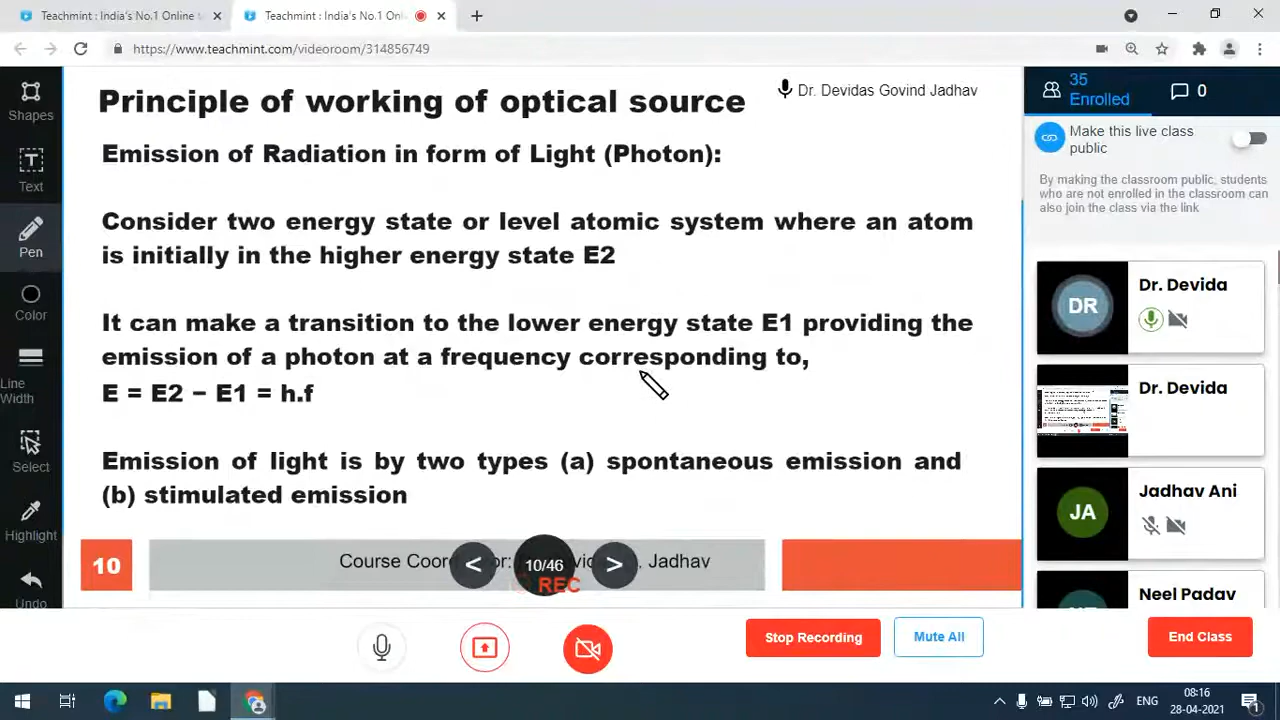 Teachmint : India's No.1 Online t
Teachmint : India's No.1 Onl
https://www.teachmint.com/videoroom/314856749
Shapes
Text
Pen
Color
Line
Width
Select
Highlight
Undo
Principle of working of optical source
Dr. Devidas Govind Jadhav
Emission of Radiation in form of Light (Photon):
Consider two energy state or level atomic system where an atom
is initially in the higher energy state E2
It can make a transition to the lower energy state E1 providing the
emission of a photon at a frequency corresponding to,
E = E2 − E1 = h.f
Emission of light is by two types (a) spontaneous emission and
(b) stimulated emission
10
Course Coor
Jadhav
<
10/46
>
REC
35
Enrolled
0
Make this live class
public
By making the classroom public, students
who are not enrolled in the classroom can
also join the class via the link
DR
Dr. Devida
Dr. Devida
JA
Jadhav Ani
Neel Padav
Stop Recording
Mute All
End Class
ENG
08:16
28-04-2021